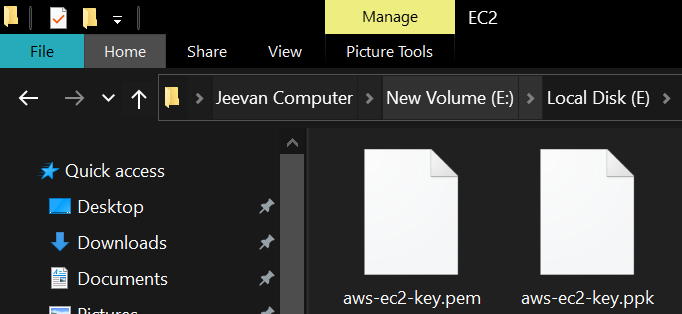 Manage
EC2
File
Home
Share
View
Picture Tools
Jeevan Computer
New Volume (E:)
Local Disk (E)
Quick access
Desktop
Downloads
Documents
Pictures
aws-ec2-key.pem
aws-ec2-key.ppk